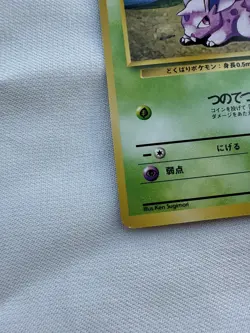 どくばりポケモン：身長0.5m
つのでつ
コインを投げて
ダメージをあた
にげる
弱点
Illus. Ken Sugimori